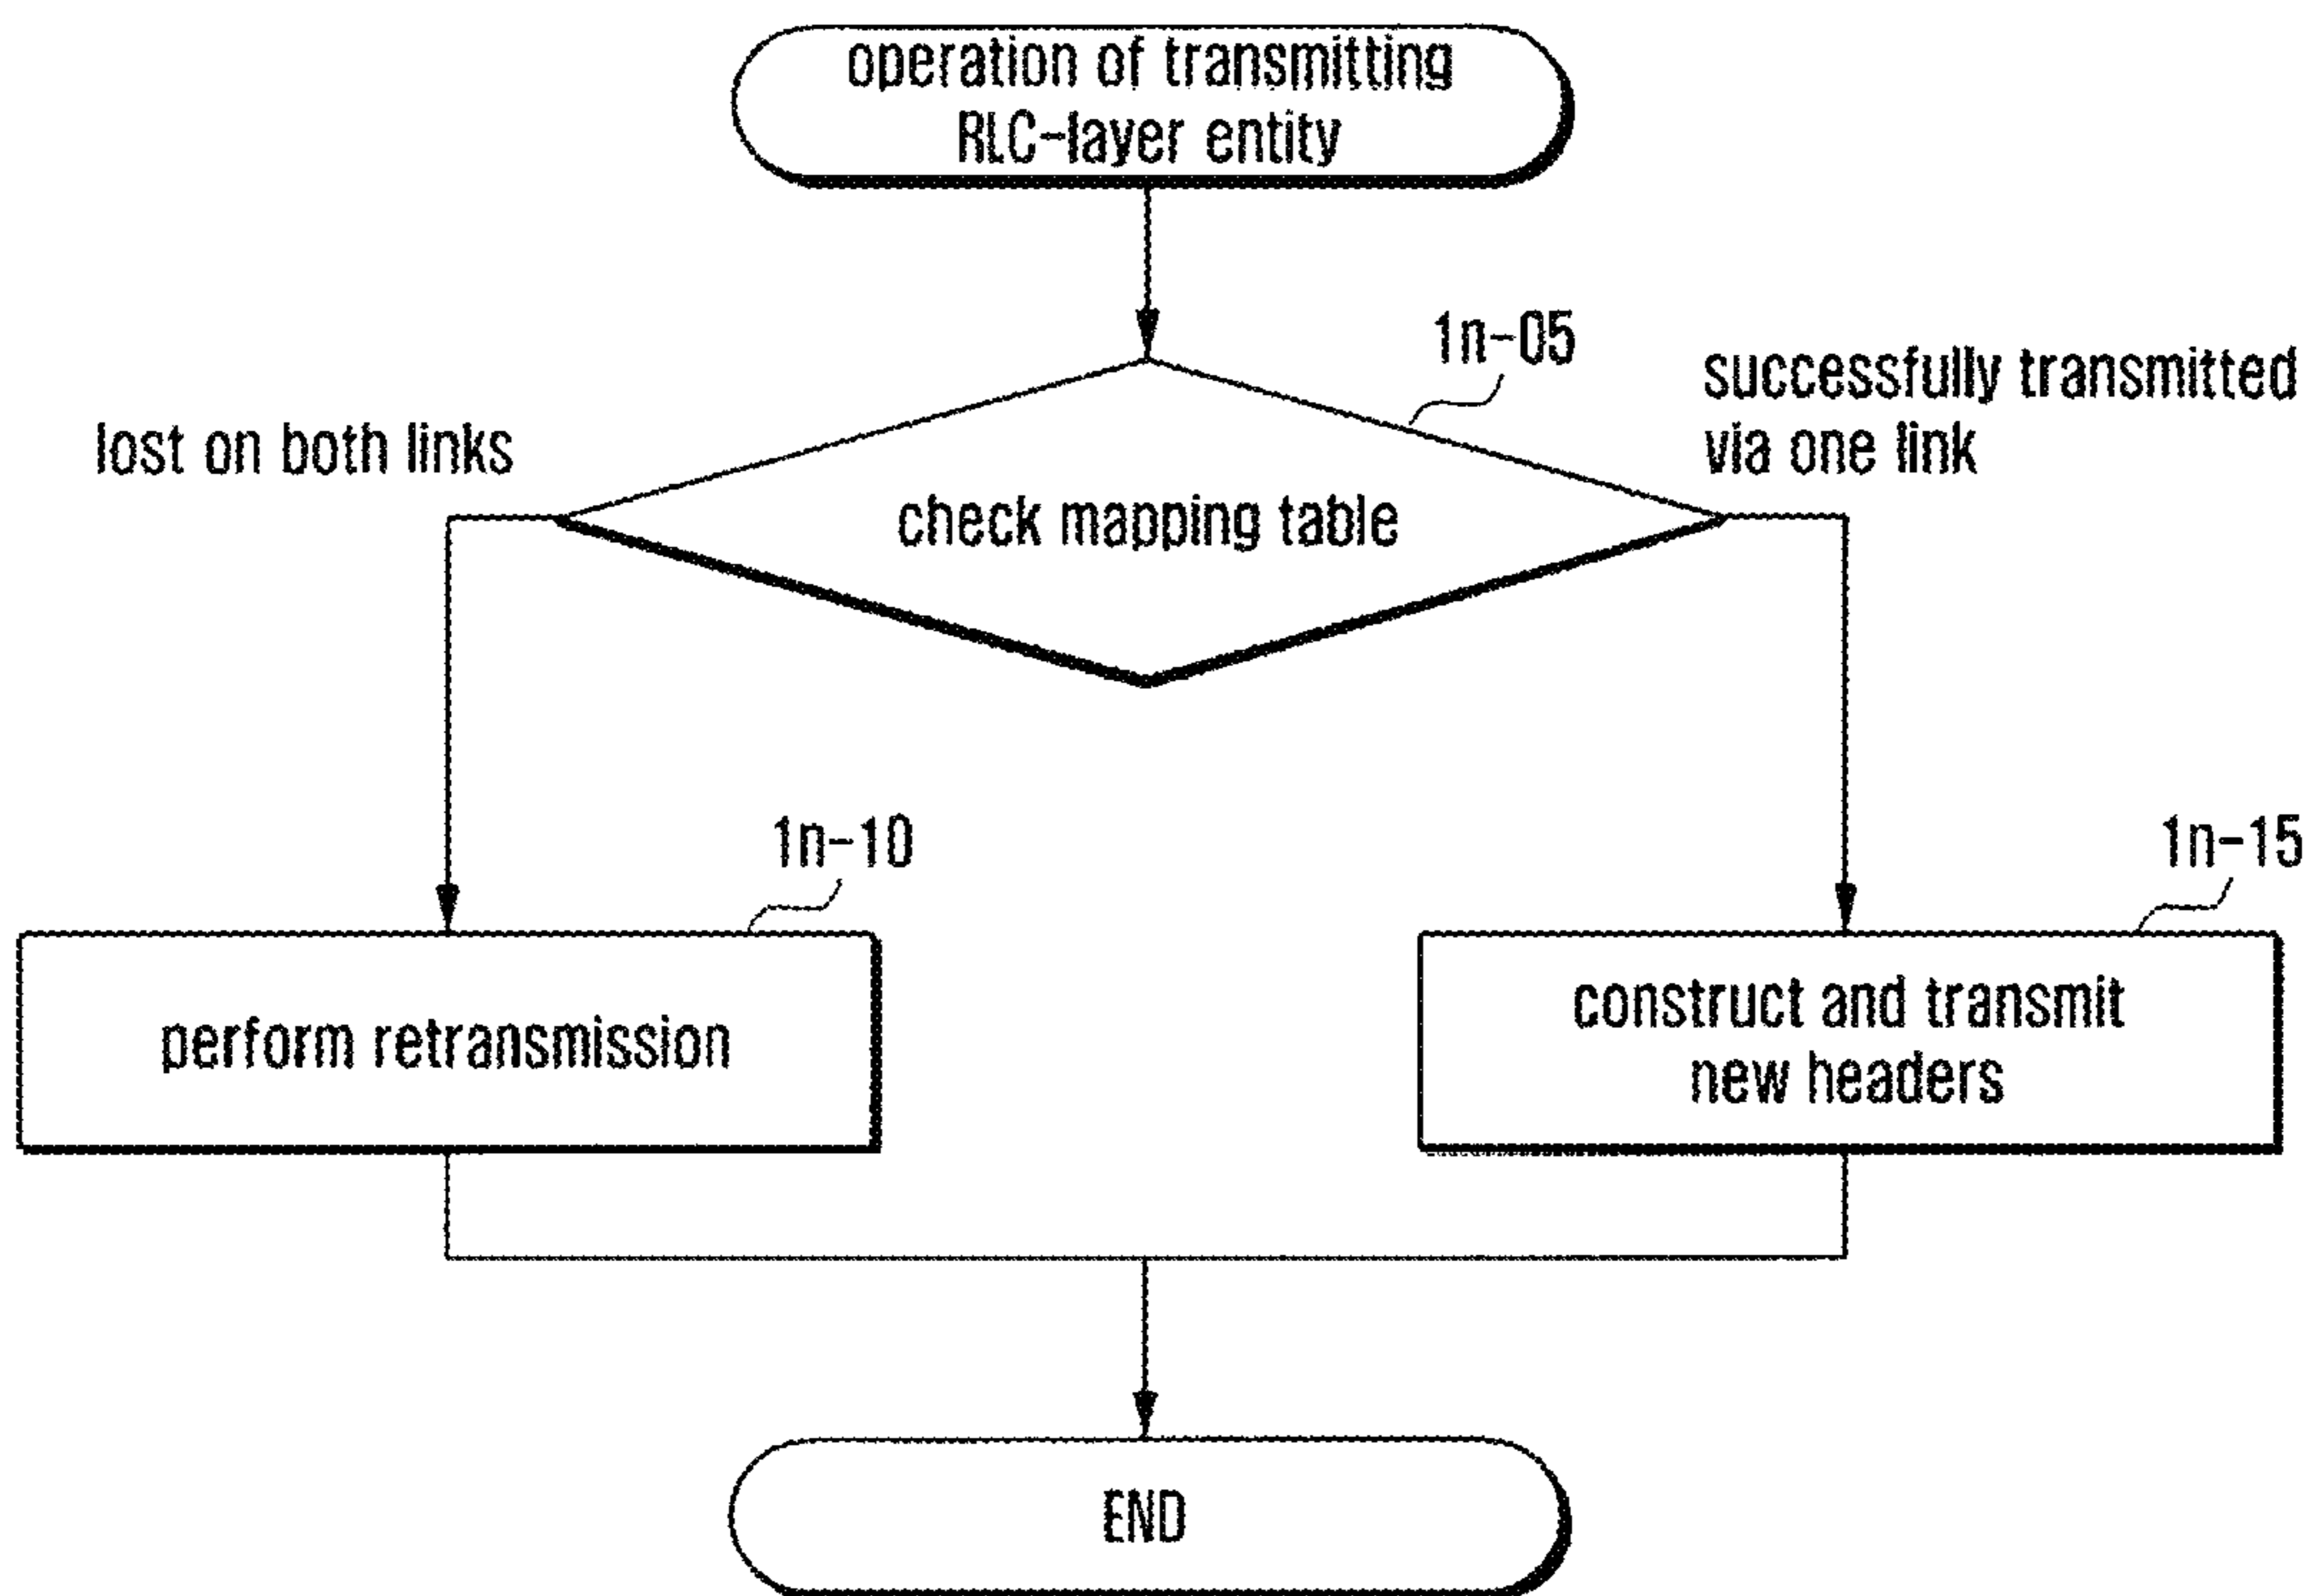 operation of transmitting
RLC-layer entity
1n-05
successfully transmitted
via one link
lost on both links
check mapping table
1n-10
1n-15
perform retransmission
construct and transmit
new headers
END